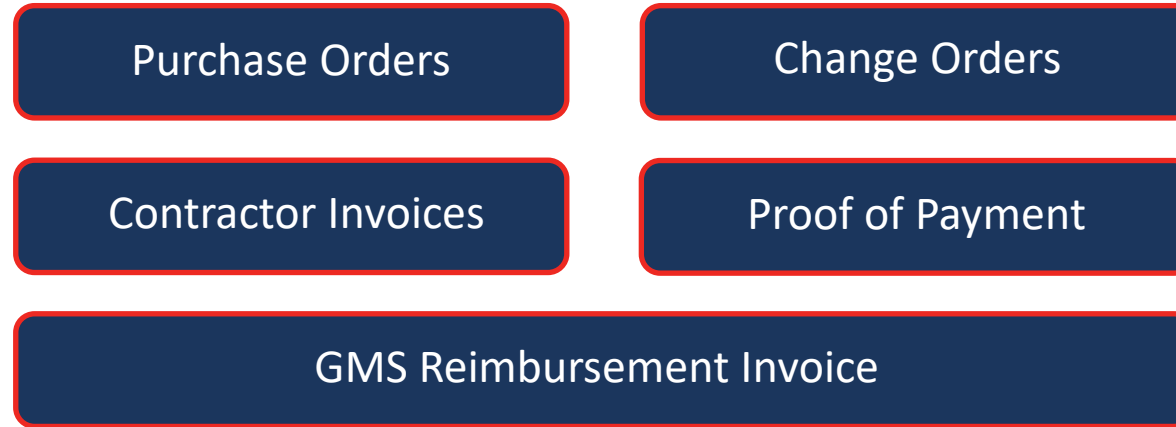 Purchase Orders
Change Orders
Contractor Invoices
Proof of Payment
GMS Reimbursement Invoice